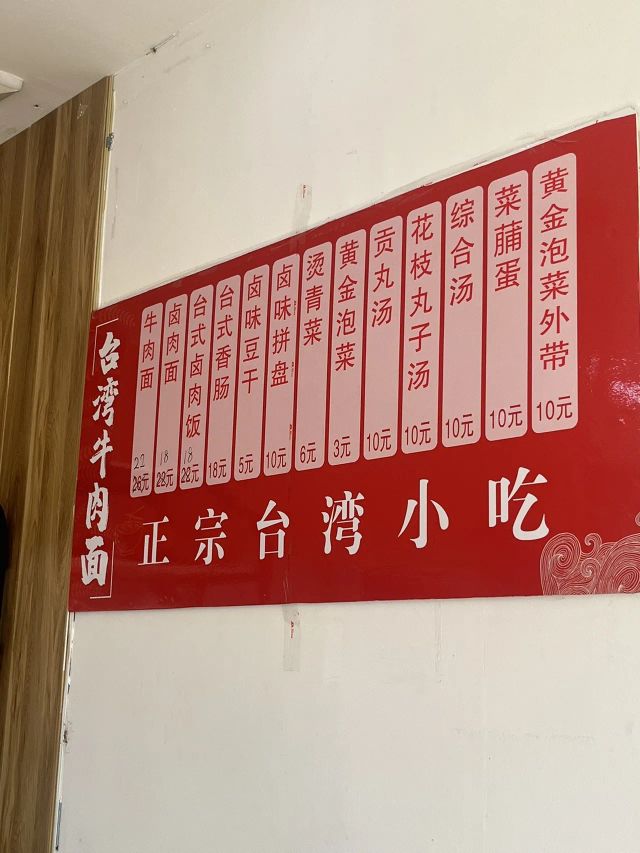 「台湾牛肉面」
牛肉面 22 26元
卤肉面 18 22元
台式卤肉饭 18 22元
台式香肠 18元
卤味豆干 5元
卤味拼盘 10元
烫青菜 6元
黄金泡菜 3元
贡丸汤 10元
花枝丸子汤 10元
综合汤 10元
菜脯蛋 10元
黄金泡菜外带 10元
正宗台湾小吃